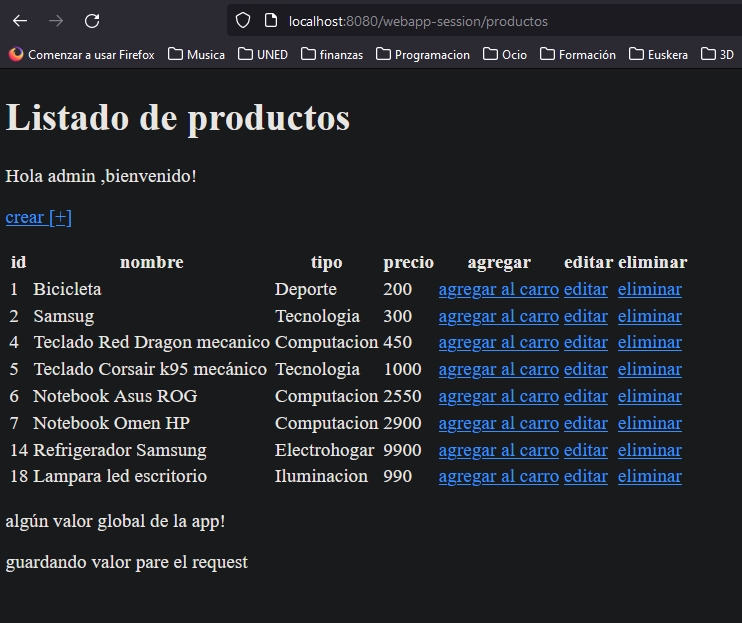 localhost:8080/webapp-session/productos
Comenzar a usar Firefox Musica UNED finanzas Programacion Ocio Formación Euskera 3D
Listado de productos
Hola admin ,bienvenido!
crear [+]
id nombre tipo precio agregar editar eliminar
1 Bicicleta Deporte 200 agregar al carro editar eliminar
2 Samsug Tecnologia 300 agregar al carro editar eliminar
4 Teclado Red Dragon mecanico Computacion 450 agregar al carro editar eliminar
5 Teclado Corsair k95 mecánico Tecnologia 1000 agregar al carro editar eliminar
6 Notebook Asus ROG Computacion 2550 agregar al carro editar eliminar
7 Notebook Omen HP Computacion 2900 agregar al carro editar eliminar
14 Refrigerador Samsung Electrohogar 9900 agregar al carro editar eliminar
18 Lampara led escritorio Iluminacion 990 agregar al carro editar eliminar
algún valor global de la app!
guardando valor pare el request